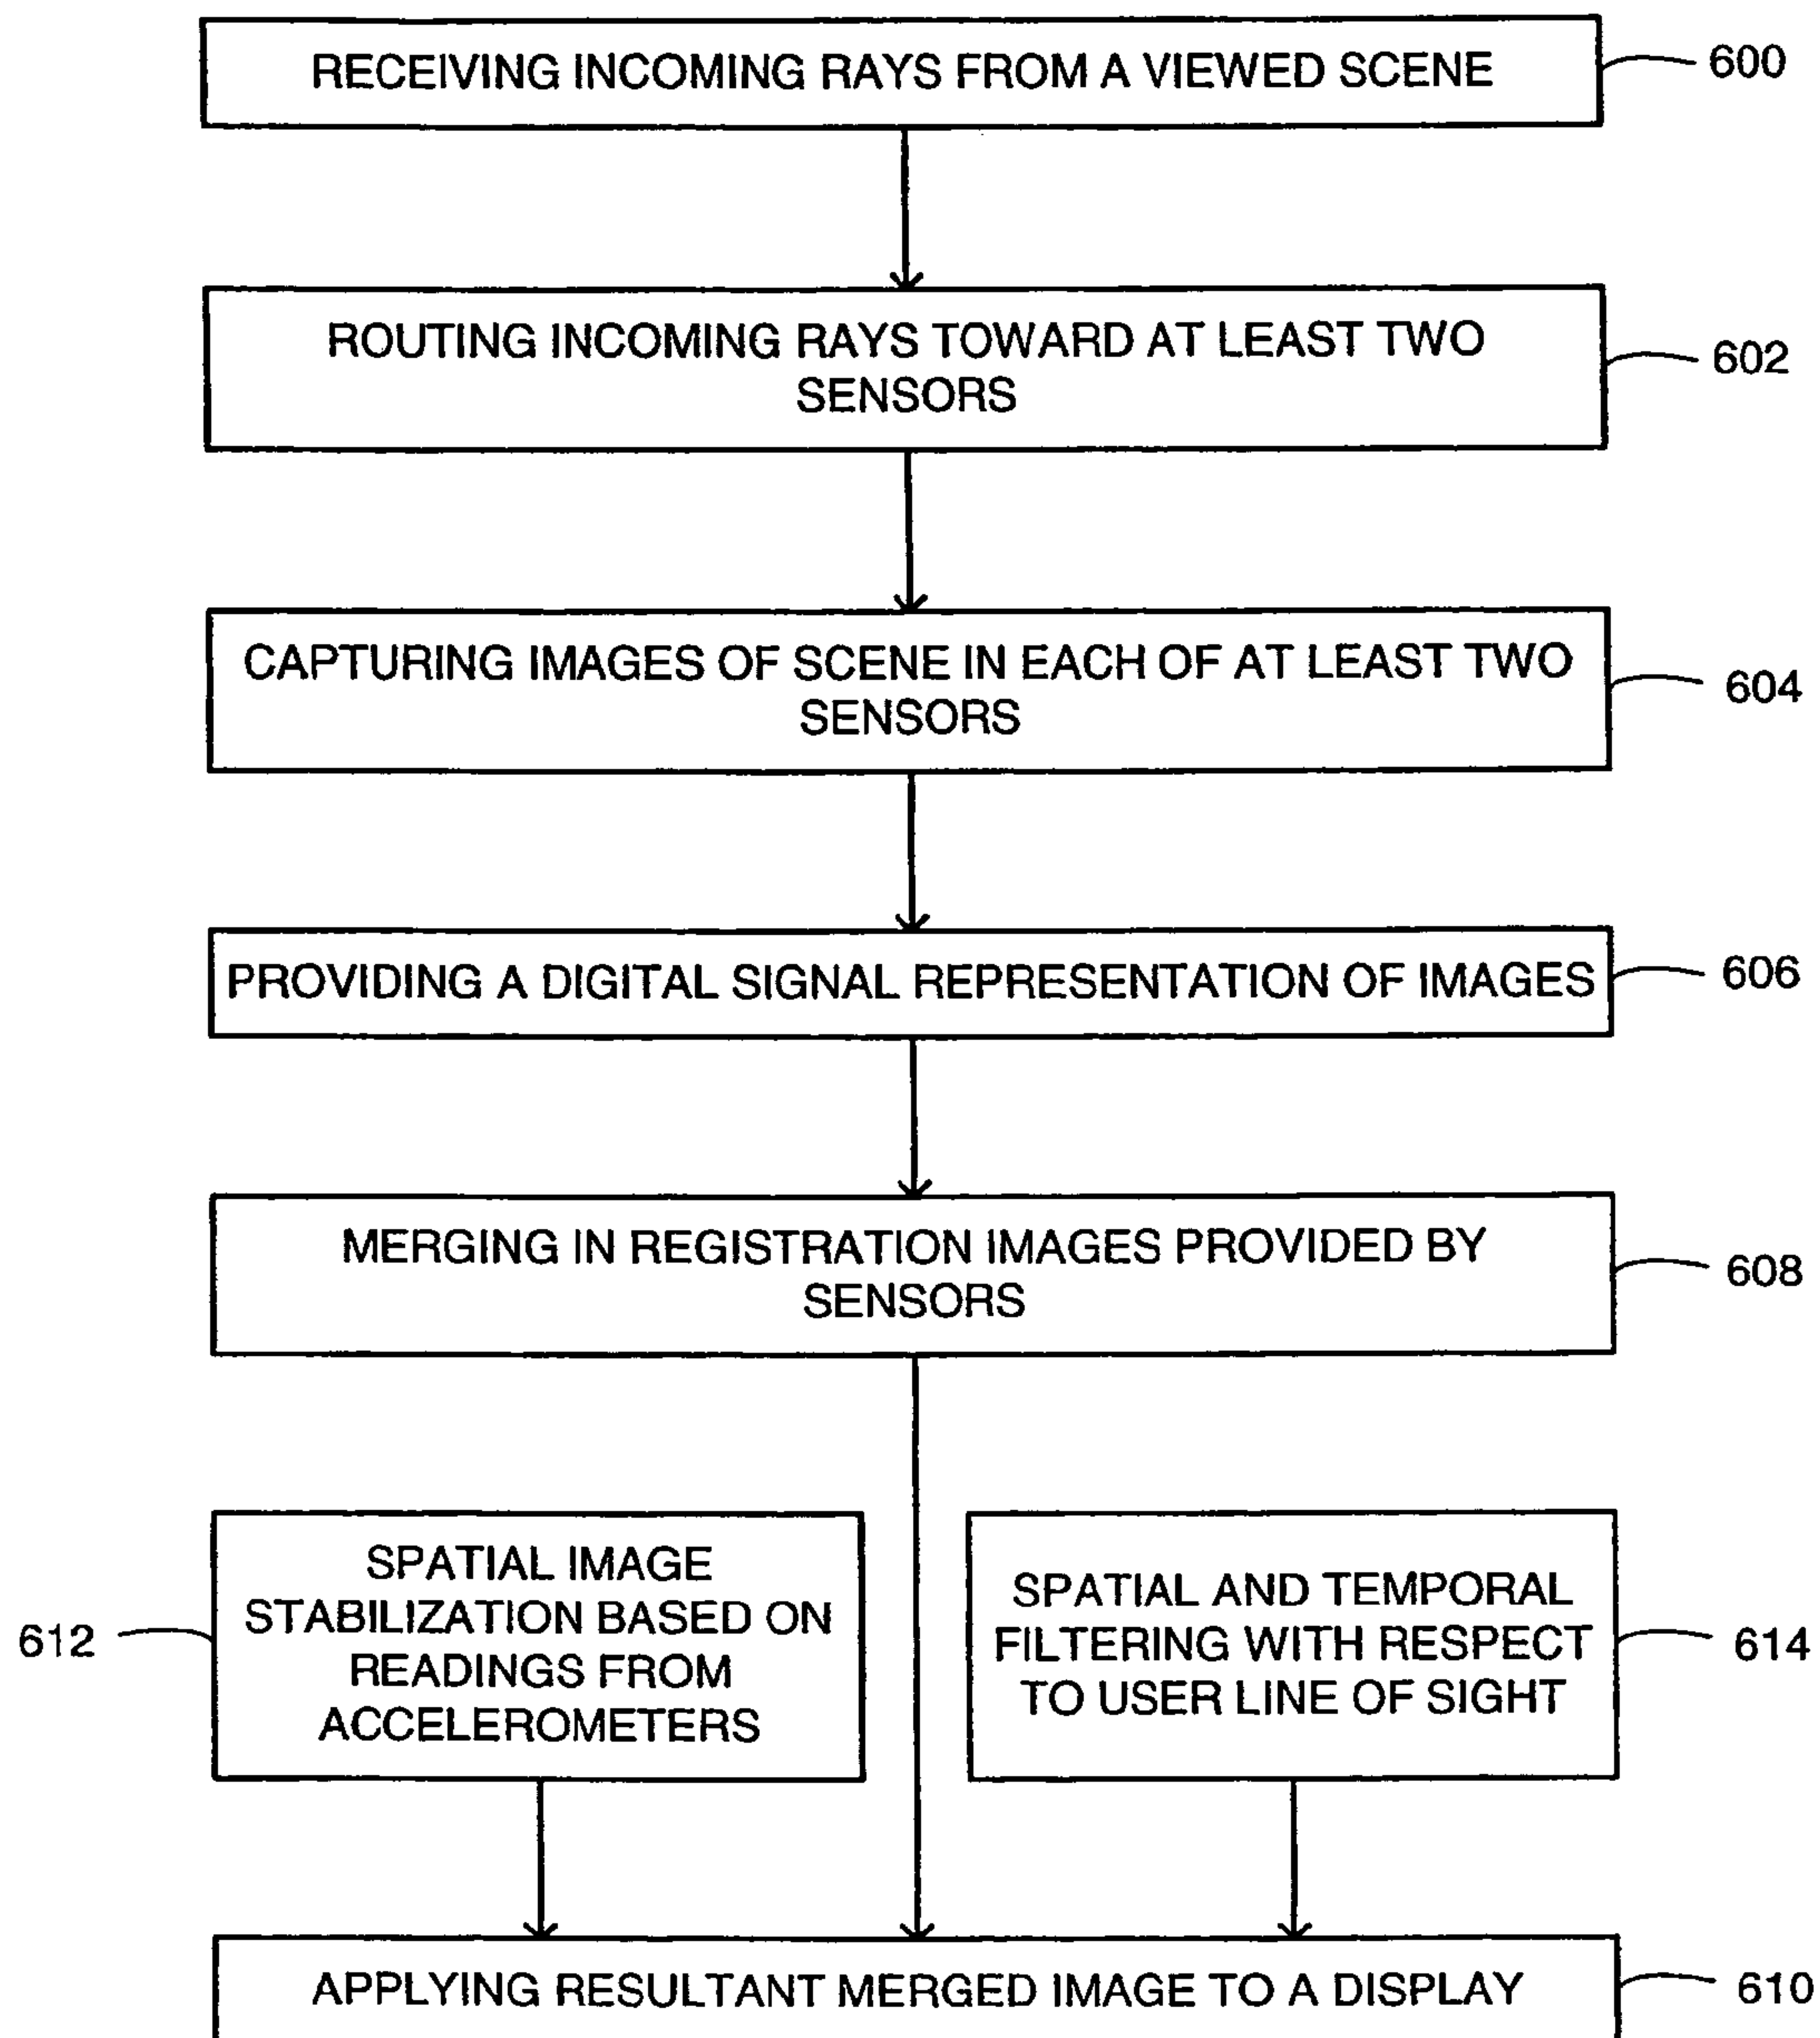 RECEIVING INCOMING RAYS FROM A VIEWED SCENE
600
ROUTING INCOMING RAYS TOWARD AT LEAST TWO
SENSORS
602
CAPTURING IMAGES OF SCENE IN EACH OF AT LEAST TWO
SENSORS
604
PROVIDING A DIGITAL SIGNAL REPRESENTATION OF IMAGES
606
MERGING IN REGISTRATION IMAGES PROVIDED BY
SENSORS
608
612
SPATIAL IMAGE
STABILIZATION BASED ON
READINGS FROM
ACCELEROMETERS
SPATIAL AND TEMPORAL
FILTERING WITH RESPECT
TO USER LINE OF SIGHT
614
APPLYING RESULTANT MERGED IMAGE TO A DISPLAY
610